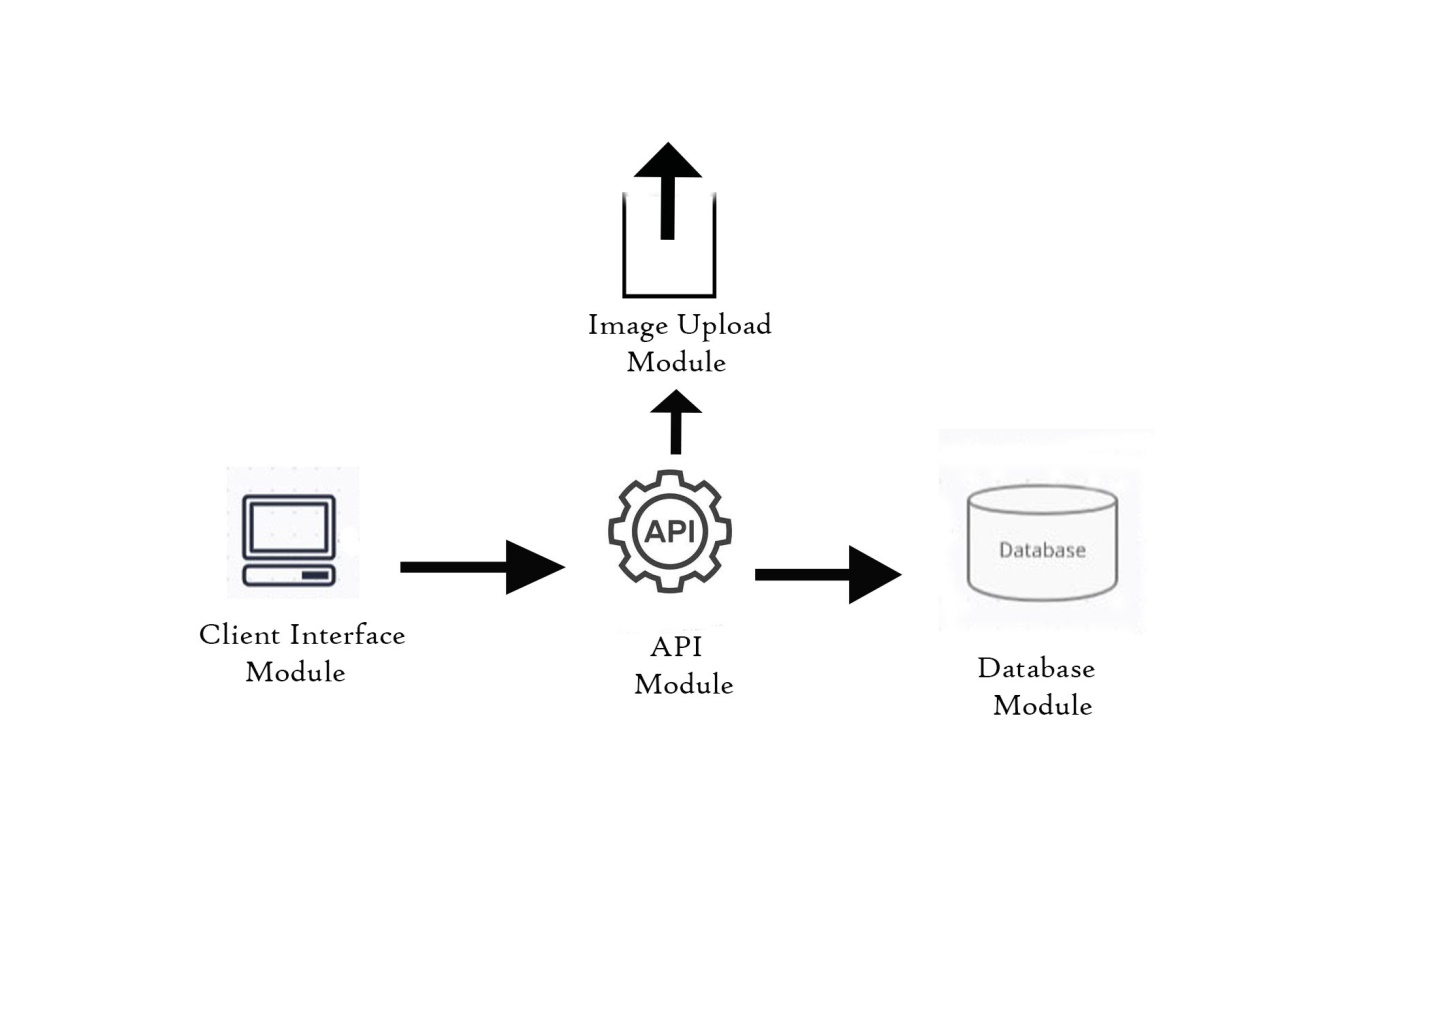 Image Upload
Module
API
Database
Client Interface
Module
API
Module
Database
Module